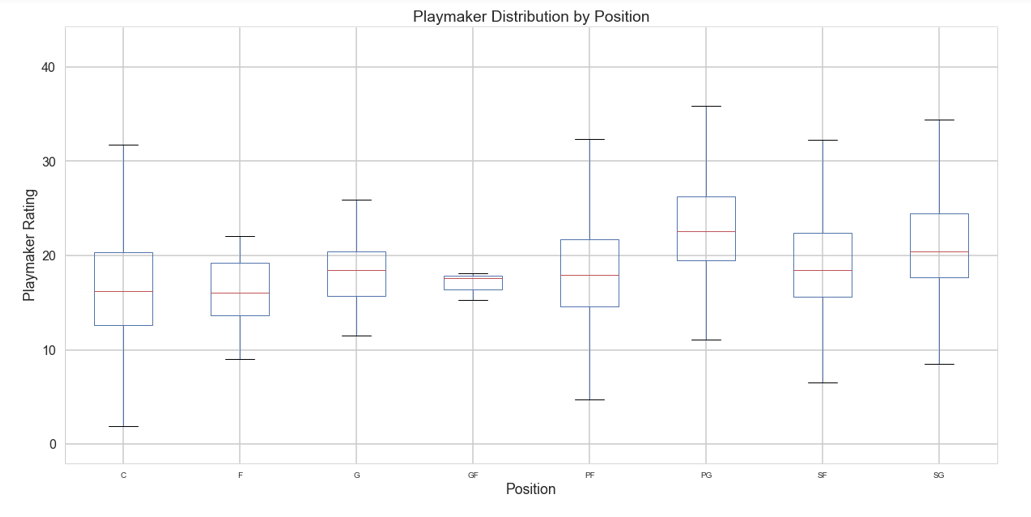 Playmaker Distribution by Position
Playmaker Rating
40
30
20
10
0
C F G GF PF PG SF SG
Position